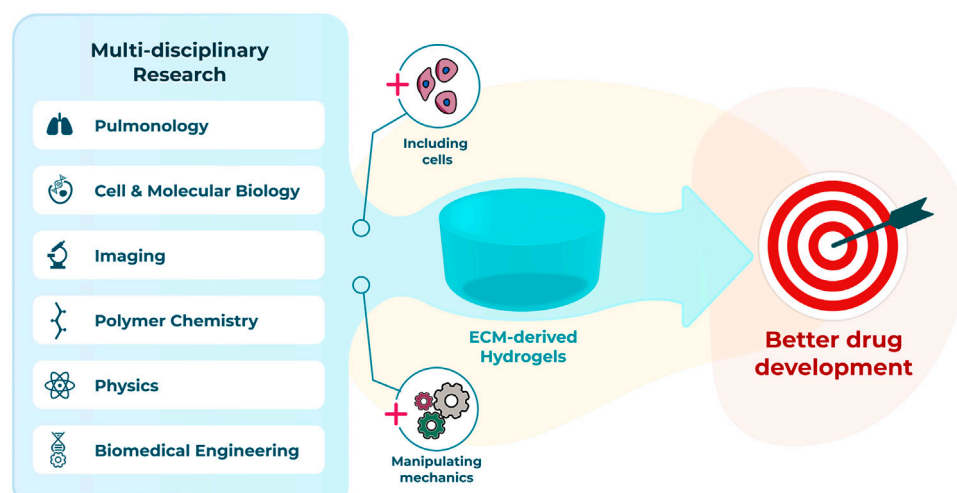 Multi-disciplinary
Research
Pulmonology
Cell & Molecular Biology
Imaging
Polymer Chemistry
Physics
Biomedical Engineering
Including
cells
ECM-derived
Hydrogels
Manipulating
mechanics
Better drug
development